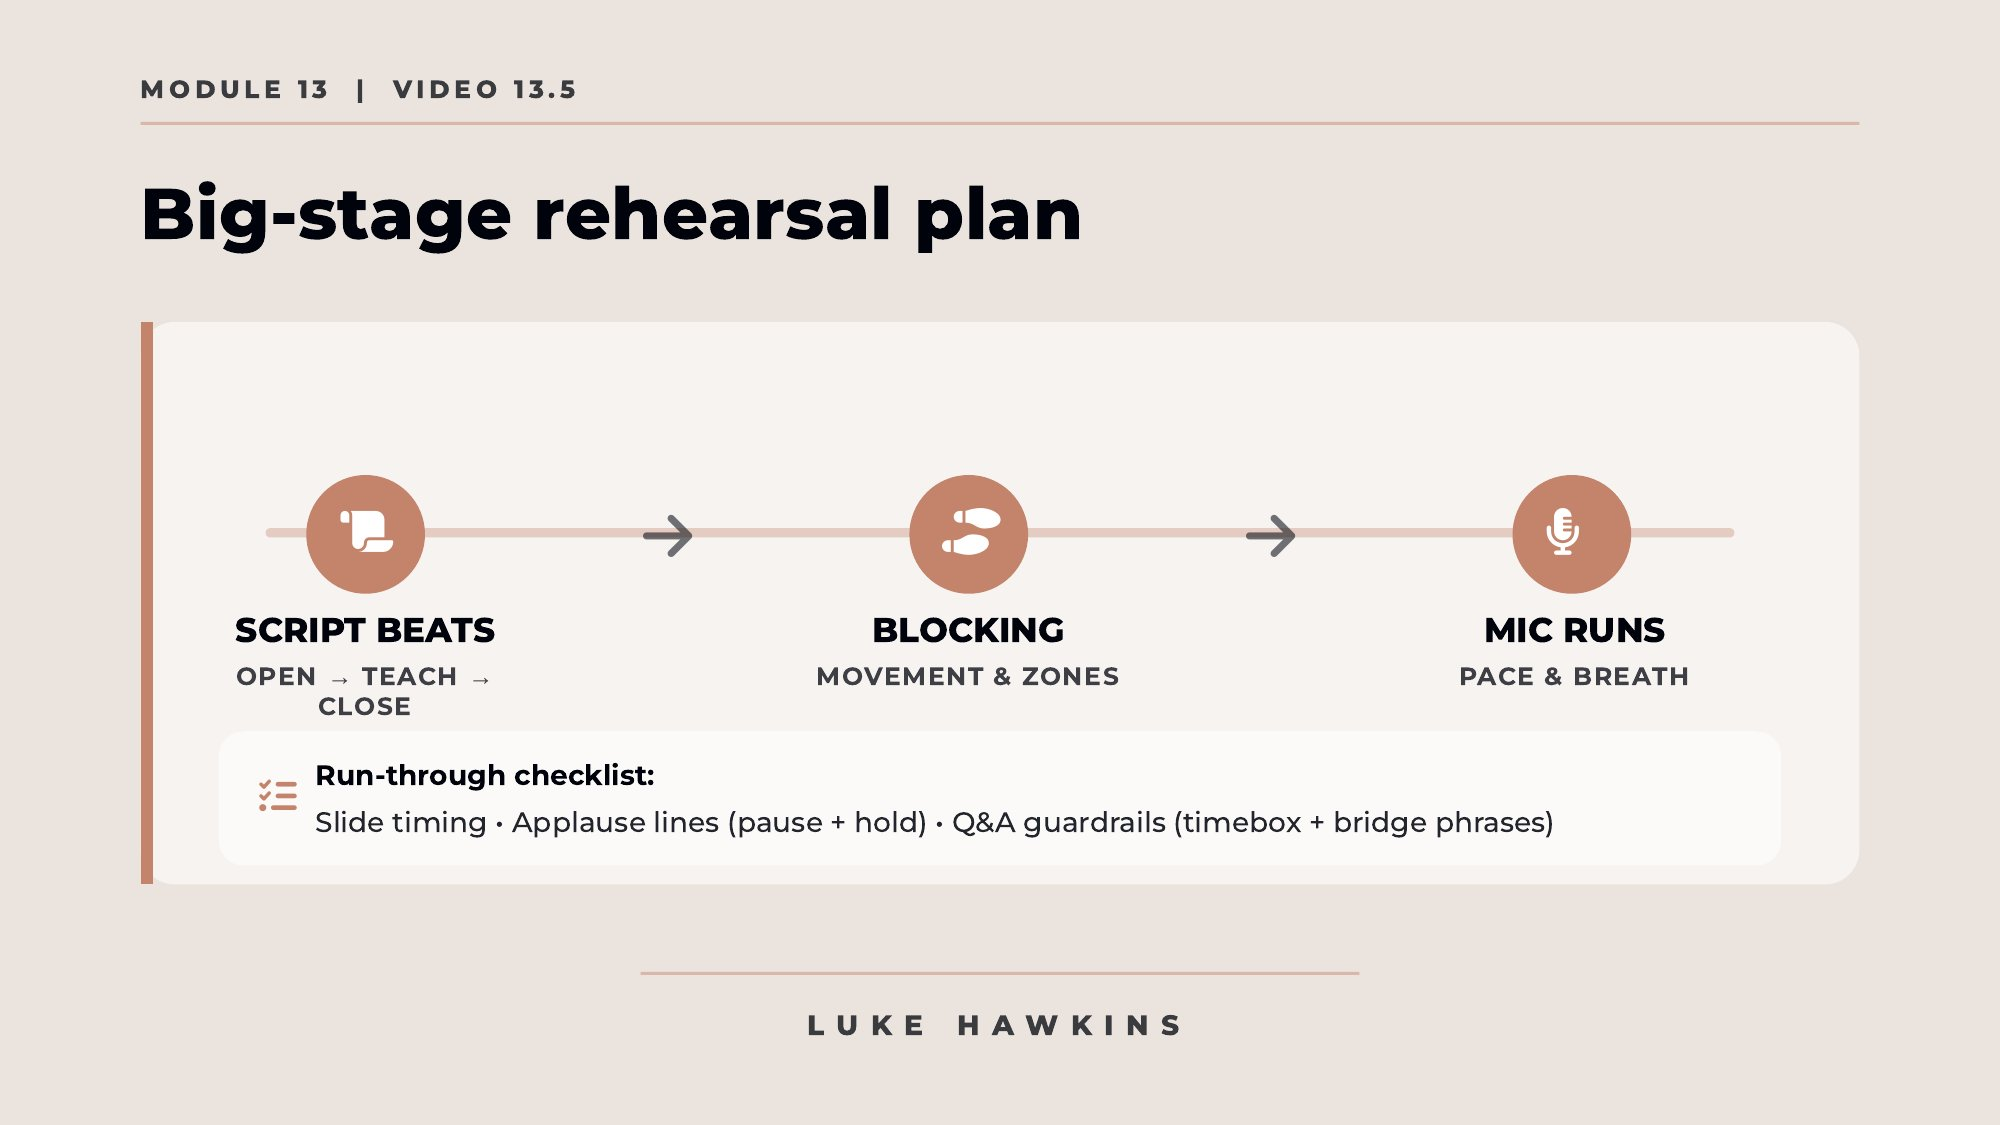 MODULE 13 | VIDEO 13.5
Big-stage rehearsal plan
SCRIPT BEATS
OPEN → TEACH →
CLOSE
BLOCKING
MOVEMENT & ZONES
MIC RUNS
PACE & BREATH
Run-through checklist:
Slide timing • Applause lines (pause + hold) • Q&A guardrails (timebox + bridge phrases)
LUKE HAWKINS